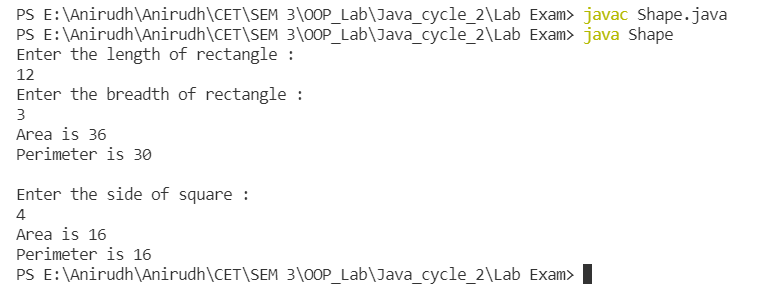 PS E:\Anirudh\Anirudh\CET\SEM 3\OOP_Lab\Java_cycle_2\Lab Exam> javac Shape.java
PS E:\Anirudh\Anirudh\CET\SEM 3\OOP_Lab\Java_cycle_2\Lab Exam> java Shape
Enter the length of rectangle :
12
Enter the breadth of rectangle :
3
Area is 36
Perimeter is 30
Enter the side of square :
4
Area is 16
Perimeter is 16
PS E:\Anirudh\Anirudh\CET\SEM 3\OOP_Lab\Java_cycle_2\Lab Exam>